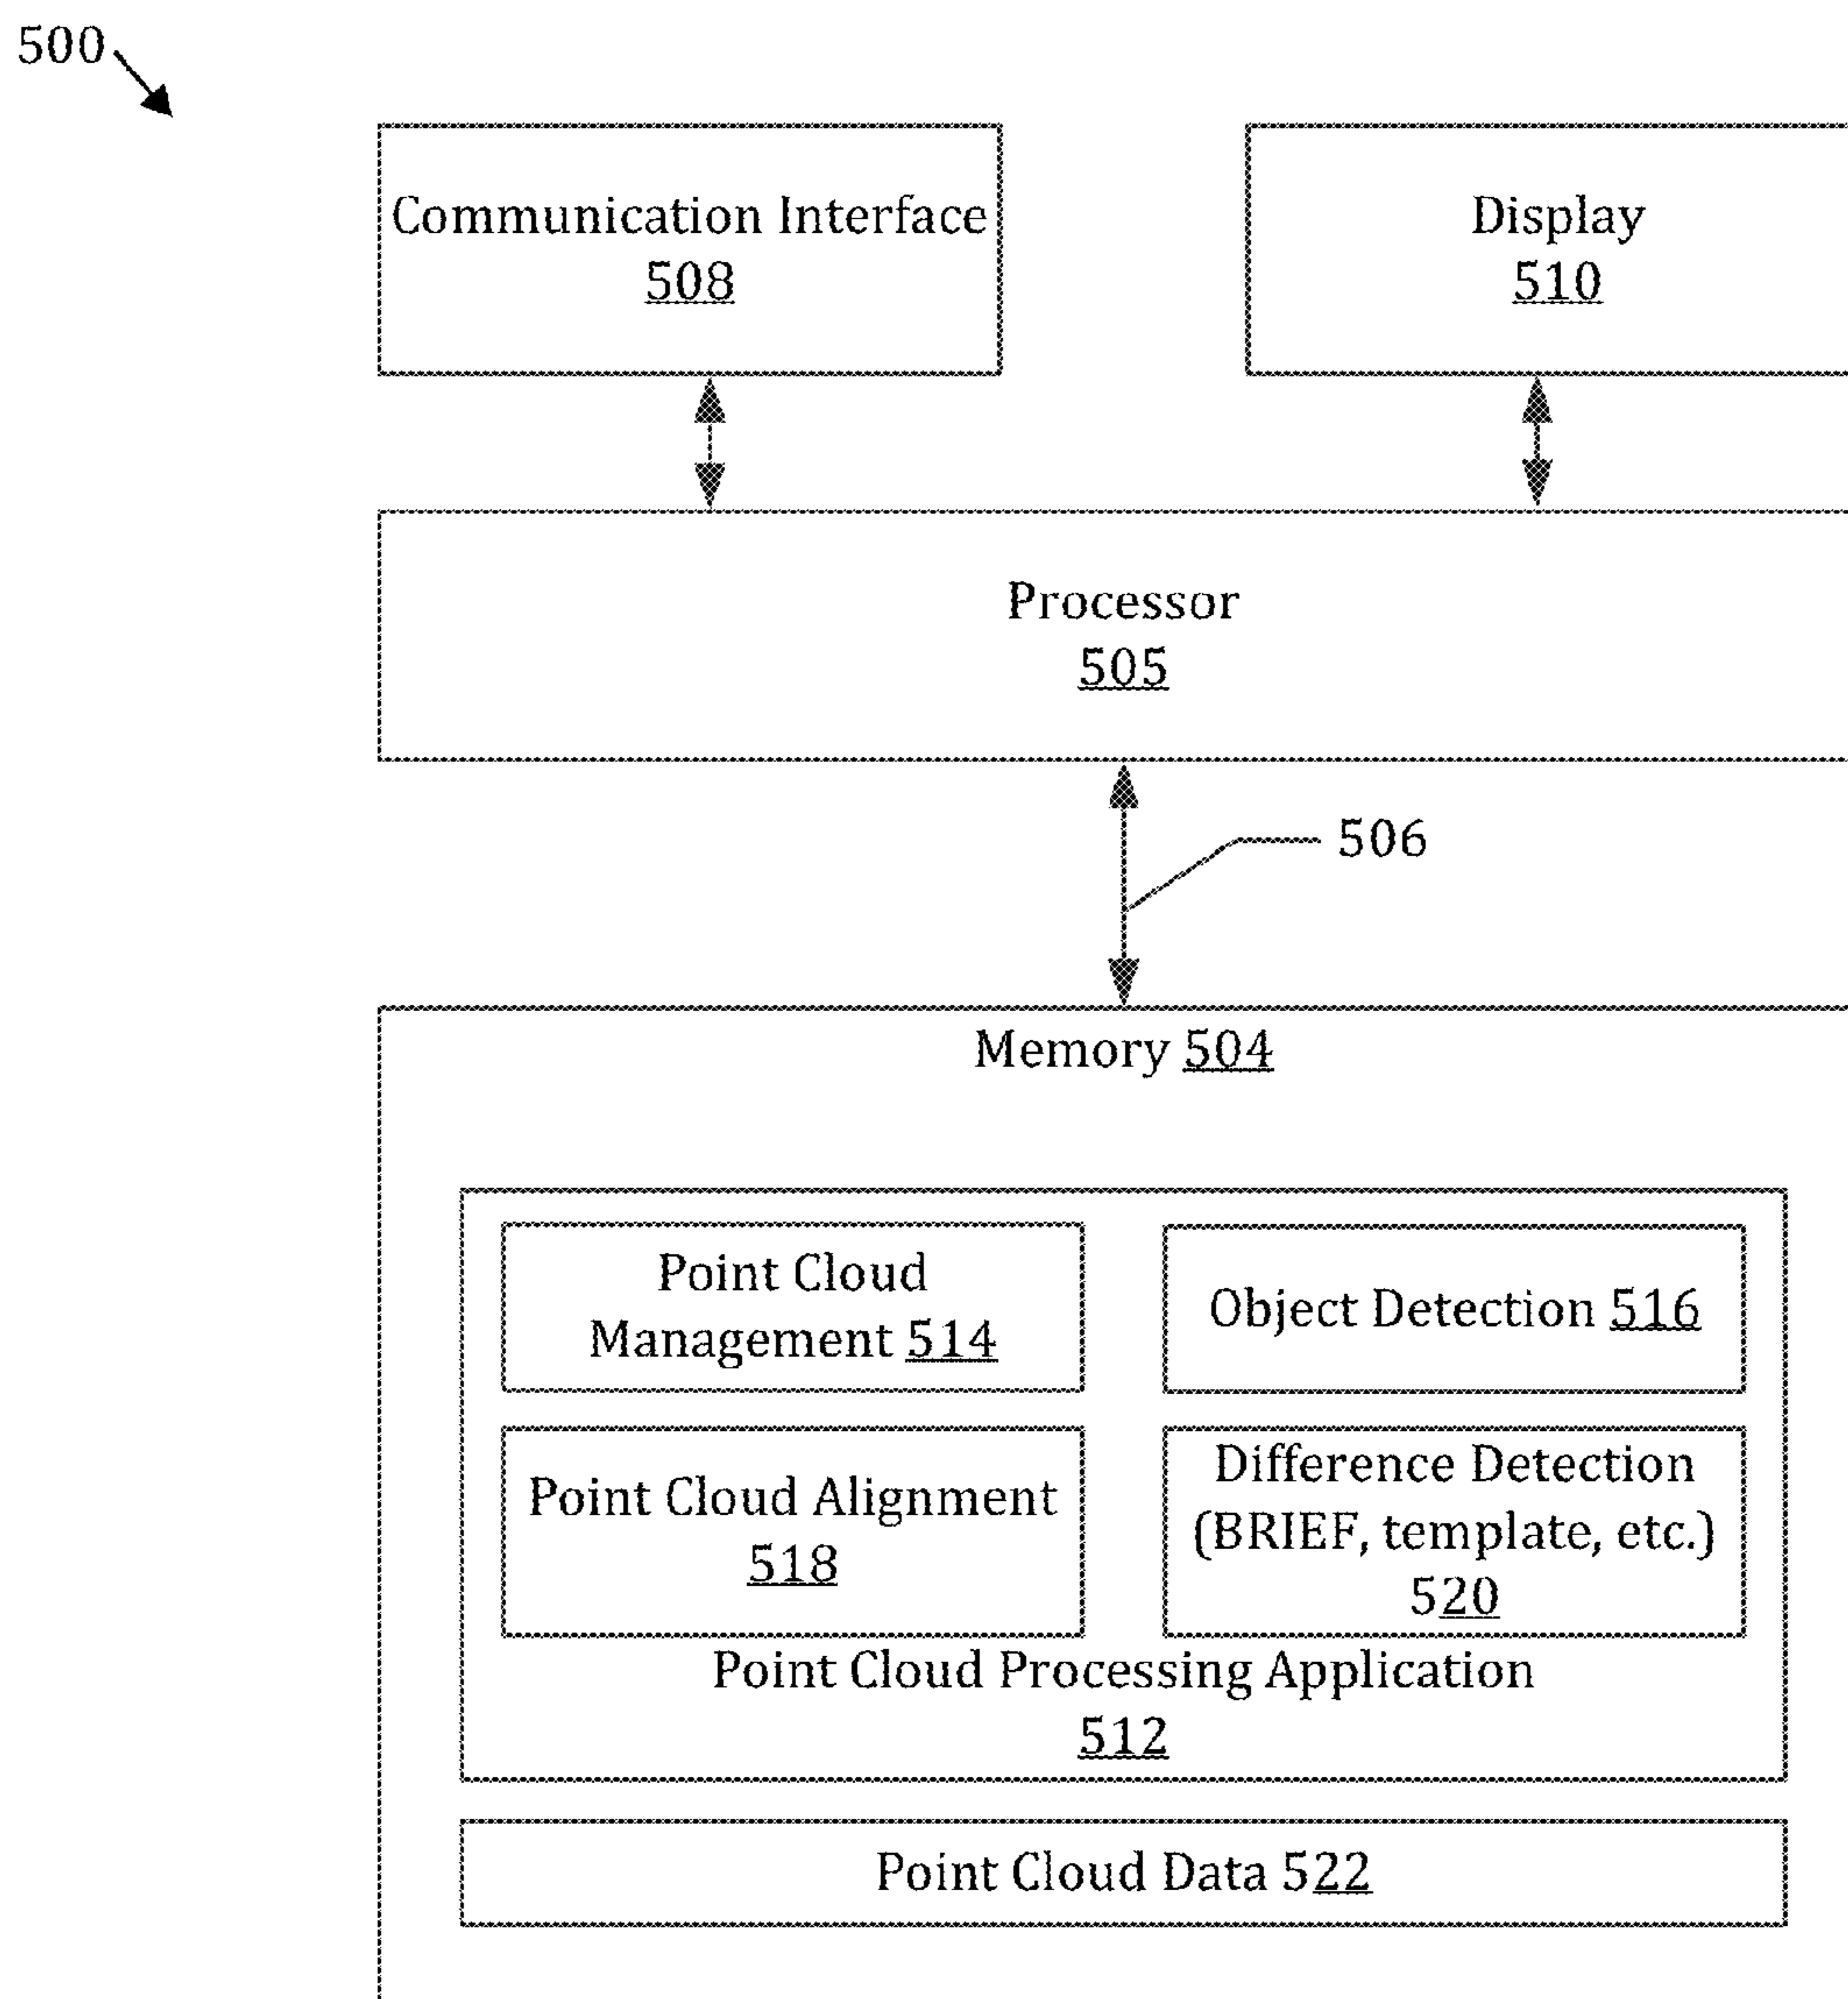 500
Communication Interface
508
Display
510
Processor
505
506
Memory 504
Point Cloud
Management 514
Object Detection 516
Point Cloud Alignment
518
Difference Detection
(BRIEF, template, etc.)
520
Point Cloud Processing Application
512
Point Cloud Data 522